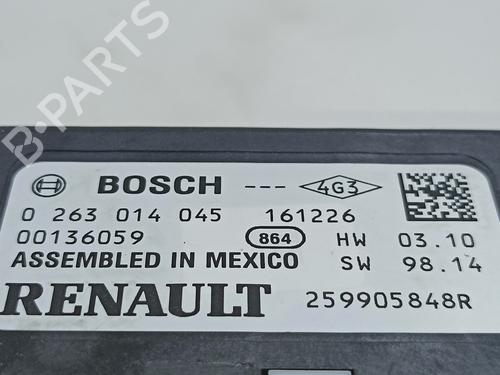 BOSCH --- 4G3
0 263 014 045 161226
00136059 864 HW 03.10
ASSEMBLED IN MEXICO SW 98.14
RENAULT 259905848R
B-PARTS